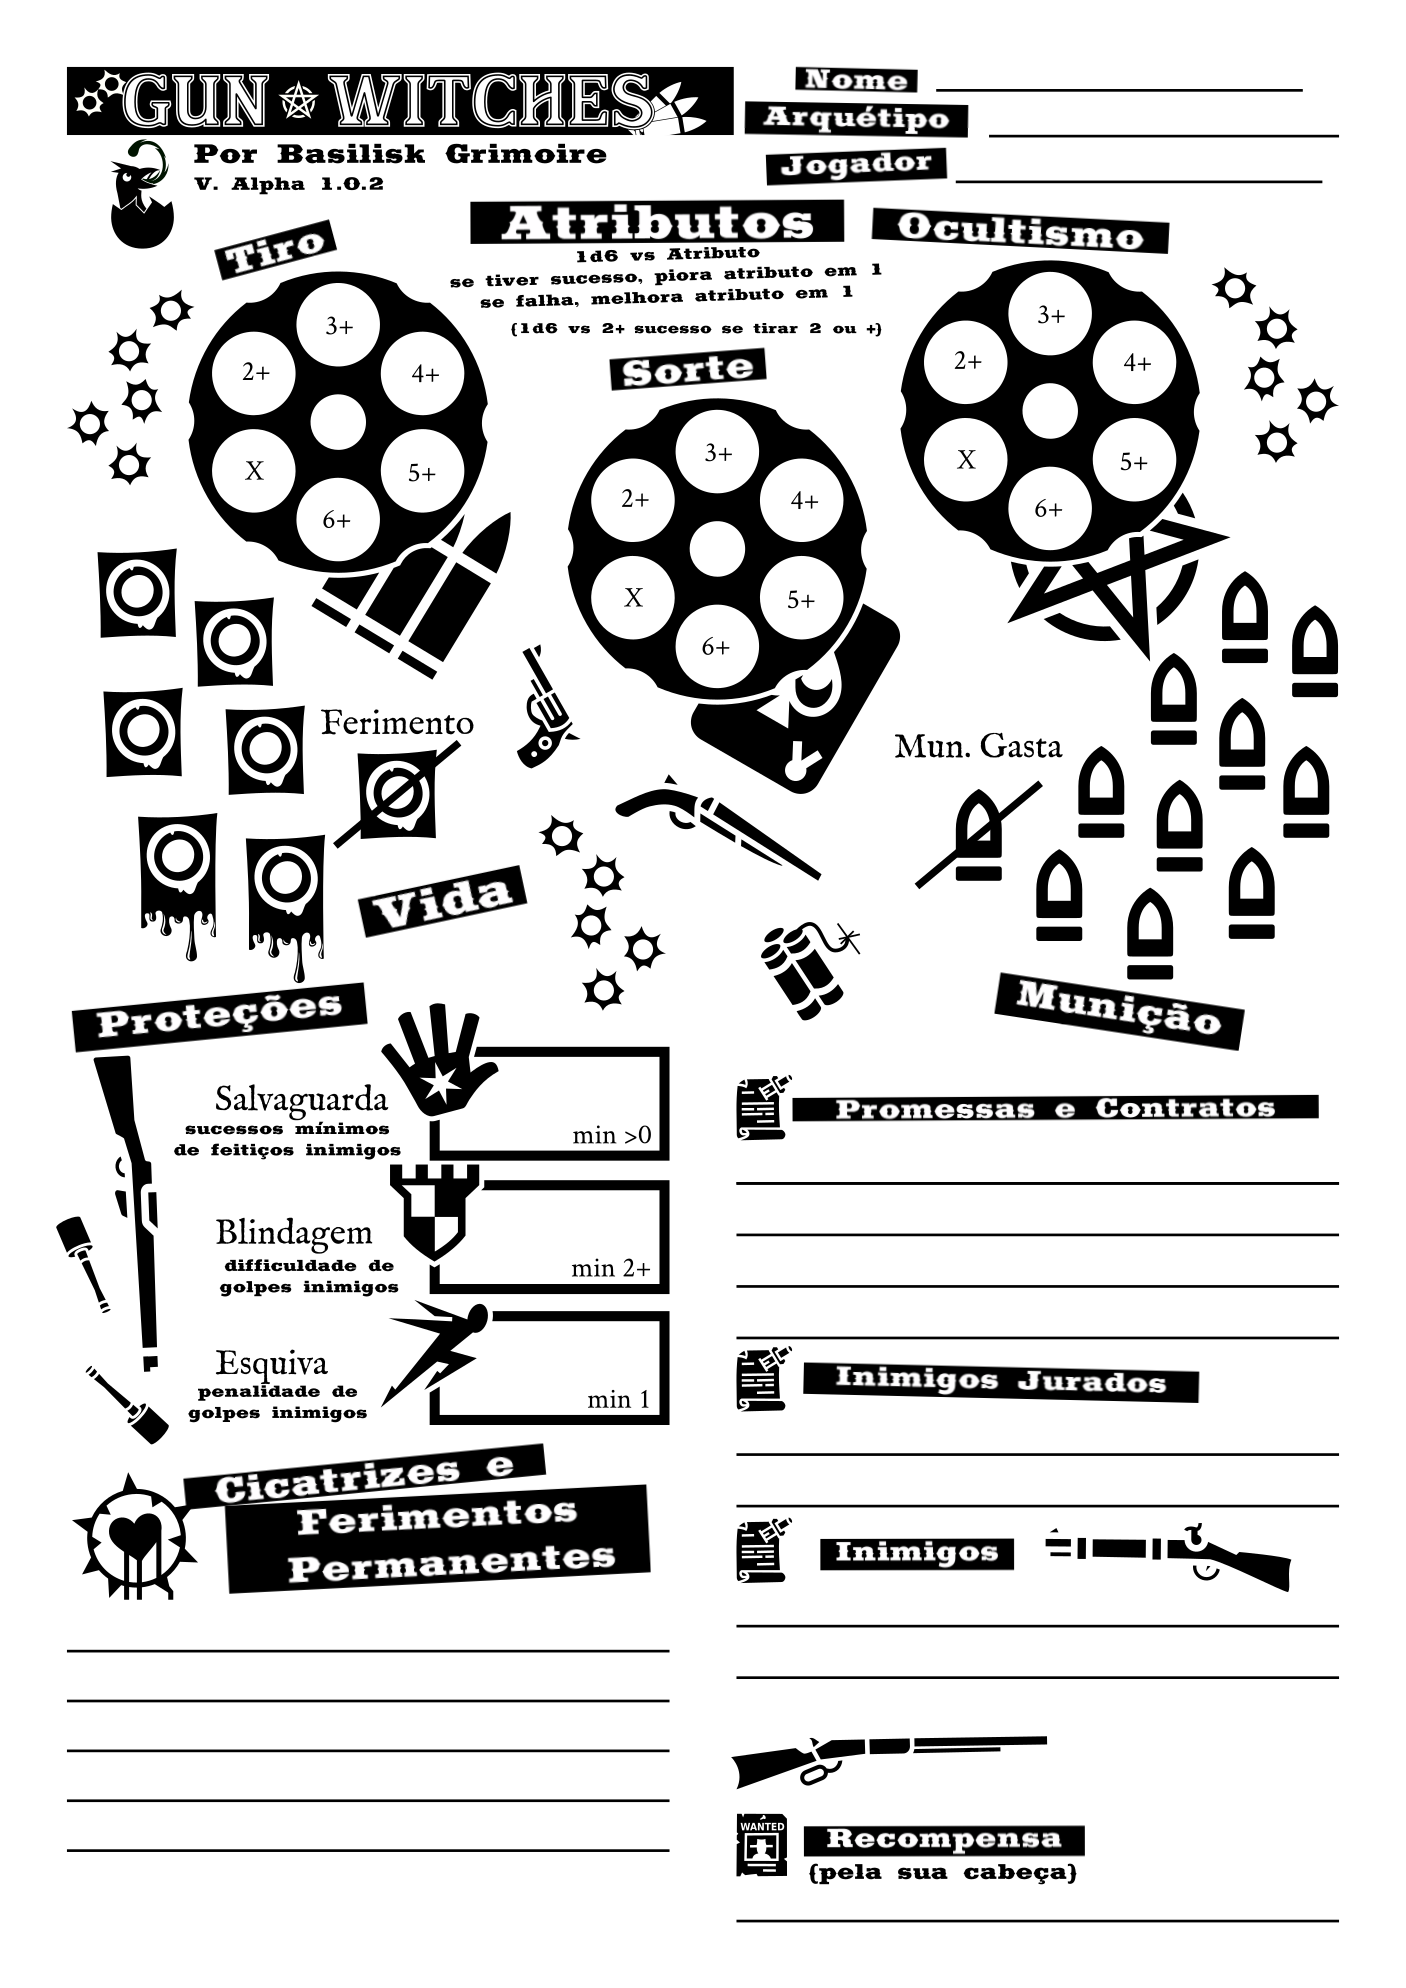 GUN WITCHES
Por Basilisk Grimoire
V. Alpha 1.0.2
Nome
Arquétipo
Jogador
Atributos
1d6 vs Atributo
se tiver sucesso, piora atributo em 1
se falha, melhora atributo em 1
(1d6 vs 2+ sucesso se tirar 2 ou +)
Tiro
3+
2+
4+
X
5+
6+
Sorte
3+
2+
4+
X
5+
6+
Ocultismo
3+
2+
4+
X
5+
6+
Ferimento
Vida
Mun. Gasta
Munição
Proteções
Salvaguarda
sucessos mínimos
de feitiços inimigos
min >0
Blindagem
difficuldade de
golpes inimigos
min 2+
Esquiva
penalidade de
golpes inimigos
min 1
Cicatrizes e
Ferimentos
Permanentes
Promessas e Contratos
Inimigos Jurados
Inimigos
WANTED
Recompensa
(pela sua cabeça)